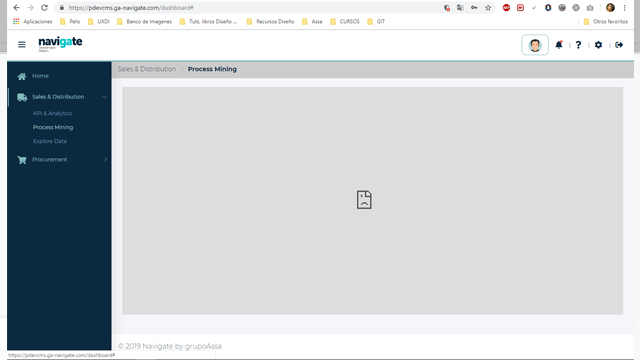 https://pdevcms.ga-navigate.com/dashboard#
Aplicaciones Pelis UXDI Banco de Imagenes Tuts, libros Diseño ... Recursos Diseño Assa CURSOS GIT Otros favoritos
navigate
Sales & Distribution Process Mining
Home
Sales & Distribution
KPI & Analytics
Process Mining
Explore Data
Procurement
© 2019 Navigate by grupoAssa
https://pdevcms.ga-navigate.com/dashboard#